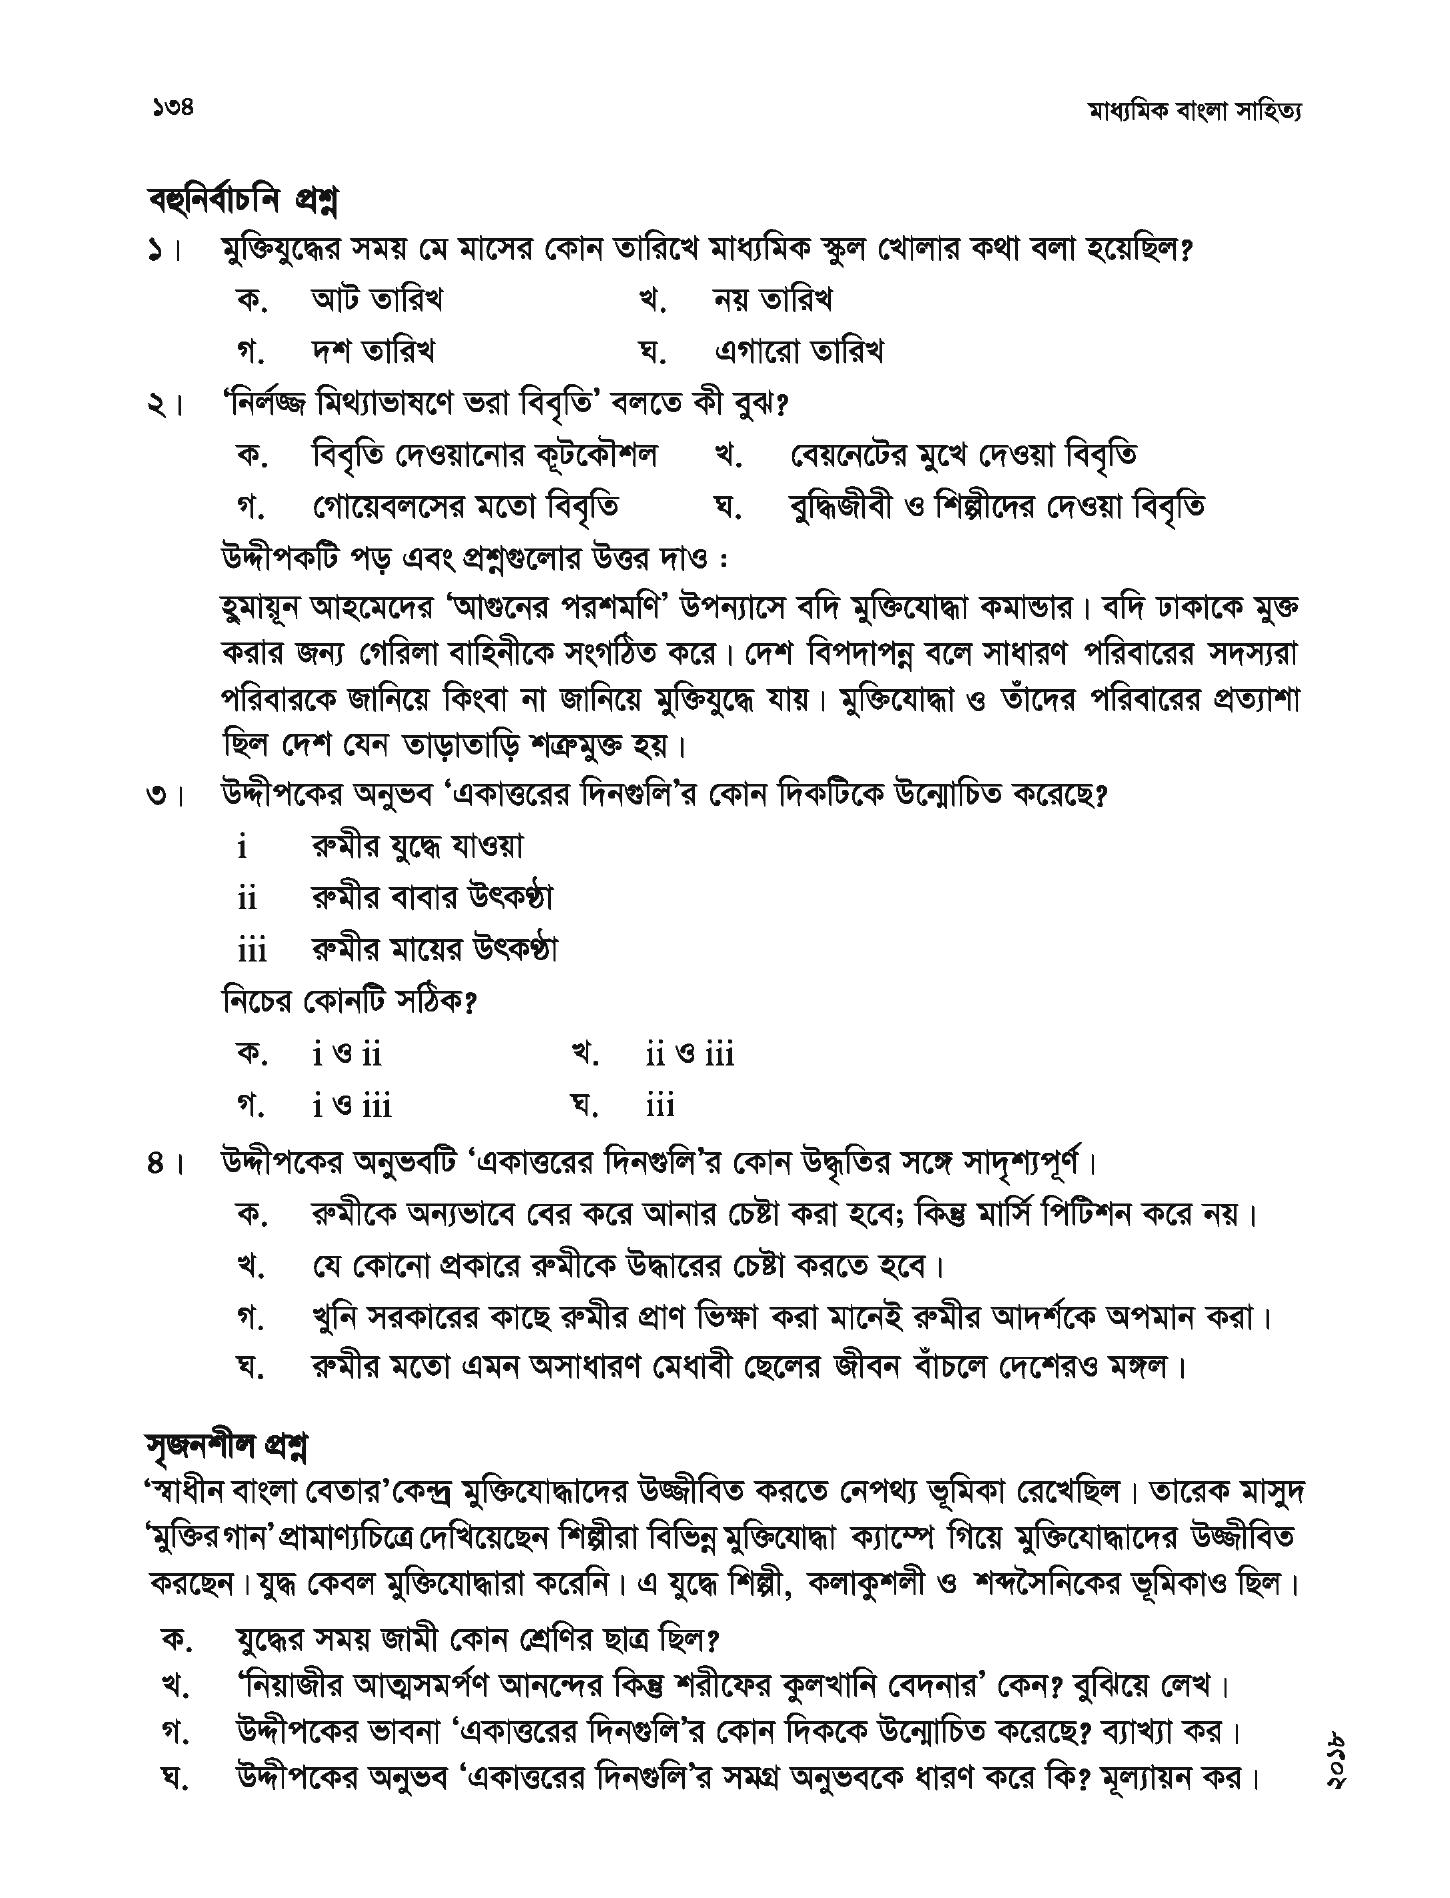 ১৩৪ মাধ্যমিক বাংলা সাহিত্য
বহুনির্বাচনি প্রশ্ন
১। মুক্তিযুদ্ধের সময় মে মাসের কোন তারিখে মাধ্যমিক স্কুল খোলার কথা বলা হয়েছিল?
ক. আট তারিখ খ. নয় তারিখ
গ. দশ তারিখ ঘ. এগারো তারিখ
২। ‘নির্লজ্জ মিথ্যাভাষণে ভরা বিবৃতি’ বলতে কী বুঝ?
ক. বিবৃতি দেওয়ানোর কূটকৌশল খ. বেয়নেটের মুখে দেওয়া বিবৃতি
গ. গোয়েবলসের মতো বিবৃতি ঘ. বুদ্ধিজীবী ও শিল্পীদের দেওয়া বিবৃতি
উদ্দীপকটি পড় এবং প্রশ্নগুলোর উত্তর দাও :
হুমায়ূন আহমেদের ‘আগুনের পরশমণি’ উপন্যাসে বদি মুক্তিযোদ্ধা কমান্ডার। বদি ঢাকাকে মুক্ত
করার জন্য গেরিলা বাহিনীকে সংগঠিত করে। দেশ বিপদাপন্ন বলে সাধারণ পরিবারের সদস্যরা
পরিবারকে জানিয়ে কিংবা না জানিয়ে মুক্তিযুদ্ধে যায়। মুক্তিযোদ্ধা ও তাঁদের পরিবারের প্রত্যাশা
ছিল দেশ যেন তাড়াতাড়ি শত্রুমুক্ত হয়।
৩। উদ্দীপকের অনুভব ‘একাত্তরের দিনগুলি’র কোন দিকটিকে উন্মোচিত করেছে?
i রুমীর যুদ্ধে যাওয়া
ii রুমীর বাবার উৎকণ্ঠা
iii রুমীর মায়ের উৎকণ্ঠা
নিচের কোনটি সঠিক?
ক. i ও ii খ. ii ও iii
গ. i ও iii ঘ. iii
৪। উদ্দীপকের অনুভবটি ‘একাত্তরের দিনগুলি’র কোন উদ্ধৃতির সঙ্গে সাদৃশ্যপূর্ণ।
ক. রুমীকে অন্যভাবে বের করে আনার চেষ্টা করা হবে; কিন্তু মার্সি পিটিশন করে নয়।
খ. যে কোনো প্রকারে রুমীকে উদ্ধারের চেষ্টা করতে হবে।
গ. খুনি সরকারের কাছে রুমীর প্রাণ ভিক্ষা করা মানেই রুমীর আদর্শকে অপমান করা।
ঘ. রুমীর মতো এমন অসাধারণ মেধাবী ছেলের জীবন বাঁচলে দেশেরও মঙ্গল।
সৃজনশীল প্রশ্ন
‘স্বাধীন বাংলা বেতার’কেন্দ্র মুক্তিযোদ্ধাদের উজ্জীবিত করতে নেপথ্য ভূমিকা রেখেছিল। তারেক মাসুদ
‘মুক্তির গান’ প্রামাণ্যচিত্রে দেখিয়েছেন শিল্পীরা বিভিন্ন মুক্তিযোদ্ধা ক্যাম্পে গিয়ে মুক্তিযোদ্ধাদের উজ্জীবিত
করছেন। যুদ্ধ কেবল মুক্তিযোদ্ধারা করেনি। এ যুদ্ধে শিল্পী, কলাকুশলী ও শব্দসৈনিকের ভূমিকাও ছিল।
ক. যুদ্ধের সময় জামী কোন শ্রেণির ছাত্র ছিল?
খ. ‘নিয়াজীর আত্মসমর্পণ আনন্দের কিন্তু শরীফের কুলখানি বেদনার’ কেন? বুঝিয়ে লেখ।
গ. উদ্দীপকের ভাবনা ‘একাত্তরের দিনগুলি’র কোন দিককে উন্মোচিত করেছে? ব্যাখ্যা কর।
ঘ. উদ্দীপকের অনুভব ‘একাত্তরের দিনগুলি’র সমগ্র অনুভবকে ধারণ করে কি? মূল্যায়ন কর।
২০১৮